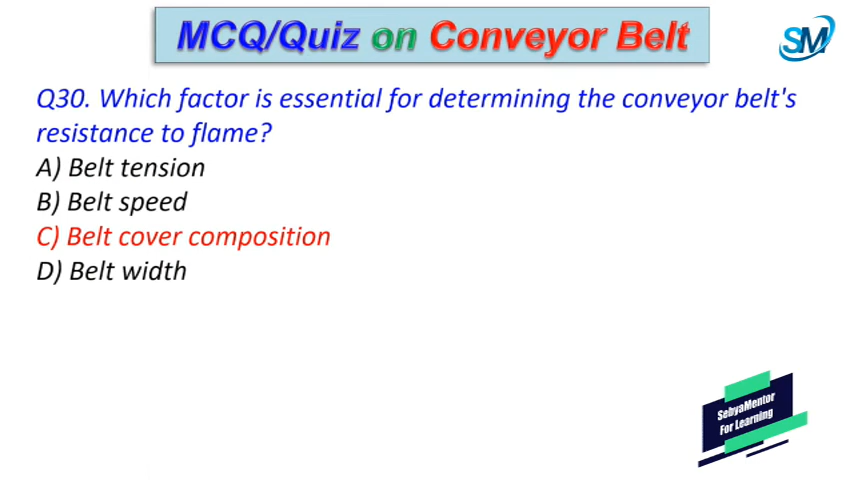 MCQ/Quiz on Conveyor Belt
SM
Q30. Which factor is essential for determining the conveyor belt's
resistance to flame?
A) Belt tension
B) Belt speed
C) Belt cover composition
D) Belt width
SebyaMentor
For Learning